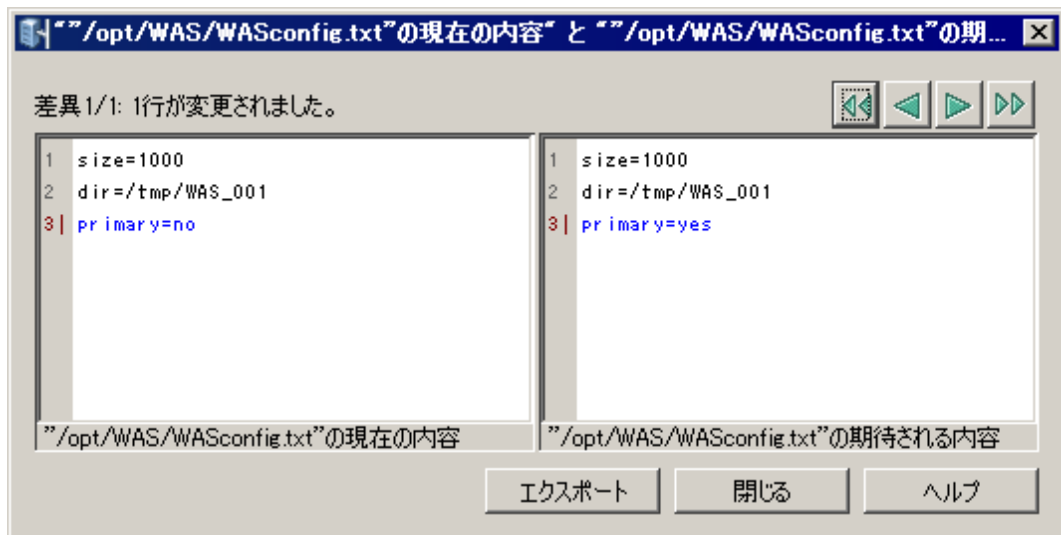 “”/opt/WAS/WASconfig.txt”の現在の内容“ と “”/opt/WAS/WASconfig.txt”の期...
差異1/1: 1行が変更されました。
1 size=1000
2 dir=/tmp/WAS_001
3 primary=no
”/opt/WAS/WASconfig.txt”の現在の内容
1 size=1000
2 dir=/tmp/WAS_001
3 primary=yes
”/opt/WAS/WASconfig.txt”の期待される内容
エクスポート
閉じる
ヘルプ